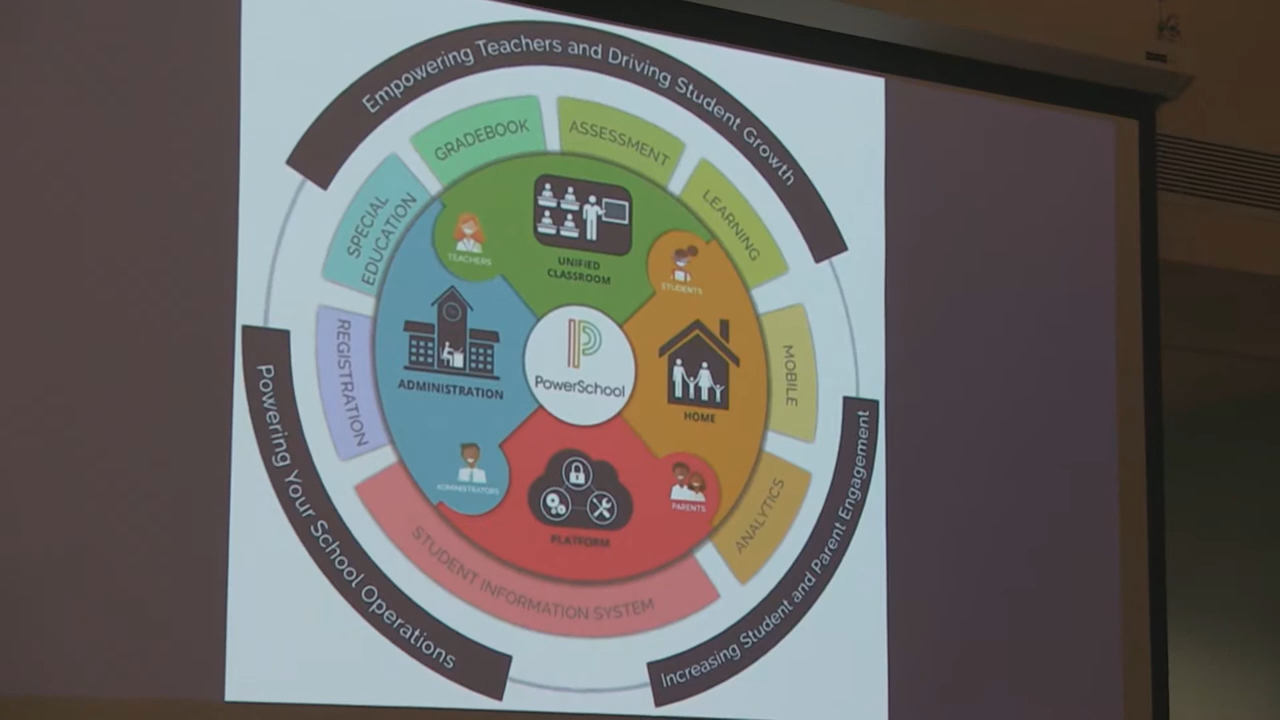 Empowering Teachers and Driving Student Growth
GRADEBOOK
ASSESSMENT
SPECIAL
EDUCATION
LEARNING
TEACHERS
UNIFIED
CLASSROOM
STUDENTS
REGISTRATION
ADMINISTRATION
PowerSchool
HOME
MOBILE
ADMINISTRATORS
PLATFORM
PARENTS
ANALYTICS
STUDENT INFORMATION SYSTEM
Powering Your School Operations
Increasing Student and Parent Engagement